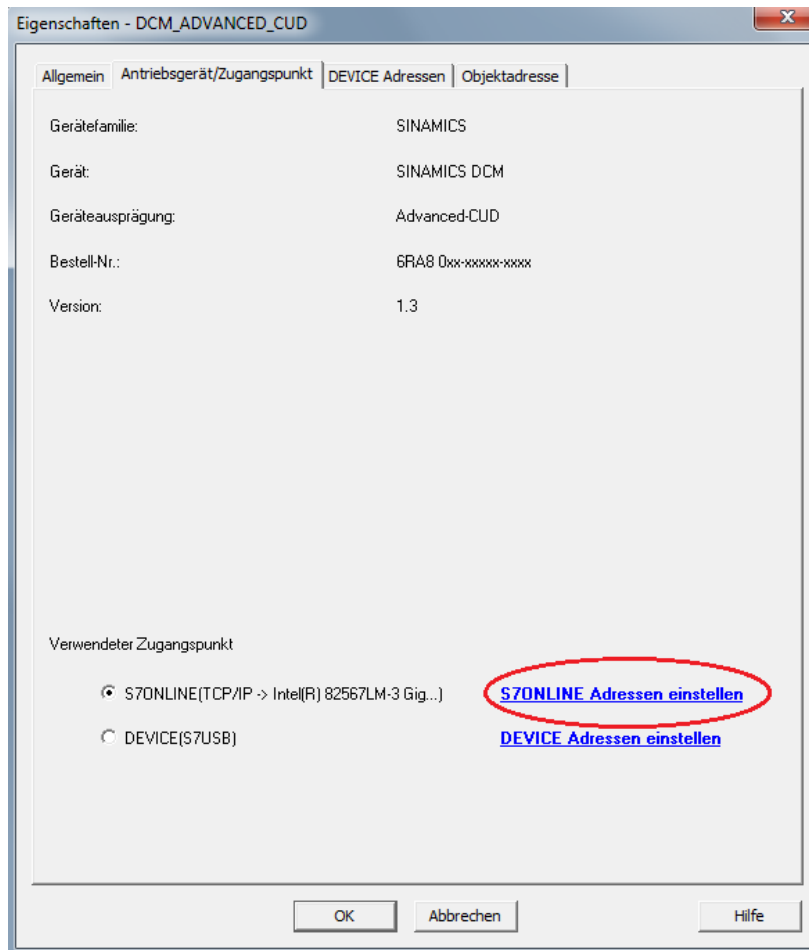 Eigenschaften - DCM_ADVANCED_CUD
Allgemein Antriebsgerät/Zugangspunkt DEVICE Adressen Objektadresse
Gerätefamilie: SINAMICS
Gerät: SINAMICS DCM
Geräteausprägung: Advanced-CUD
Bestell-Nr.: 6RA8 0xx-xxxxx-xxxx
Version: 1.3
Verwendeter Zugangspunkt
S7ONLINE(TCP/IP -> Intel(R) 82567LM-3 Gig...) S7ONLINE Adressen einstellen
DEVICE(S7USB) DEVICE Adressen einstellen
OK Abbrechen Hilfe